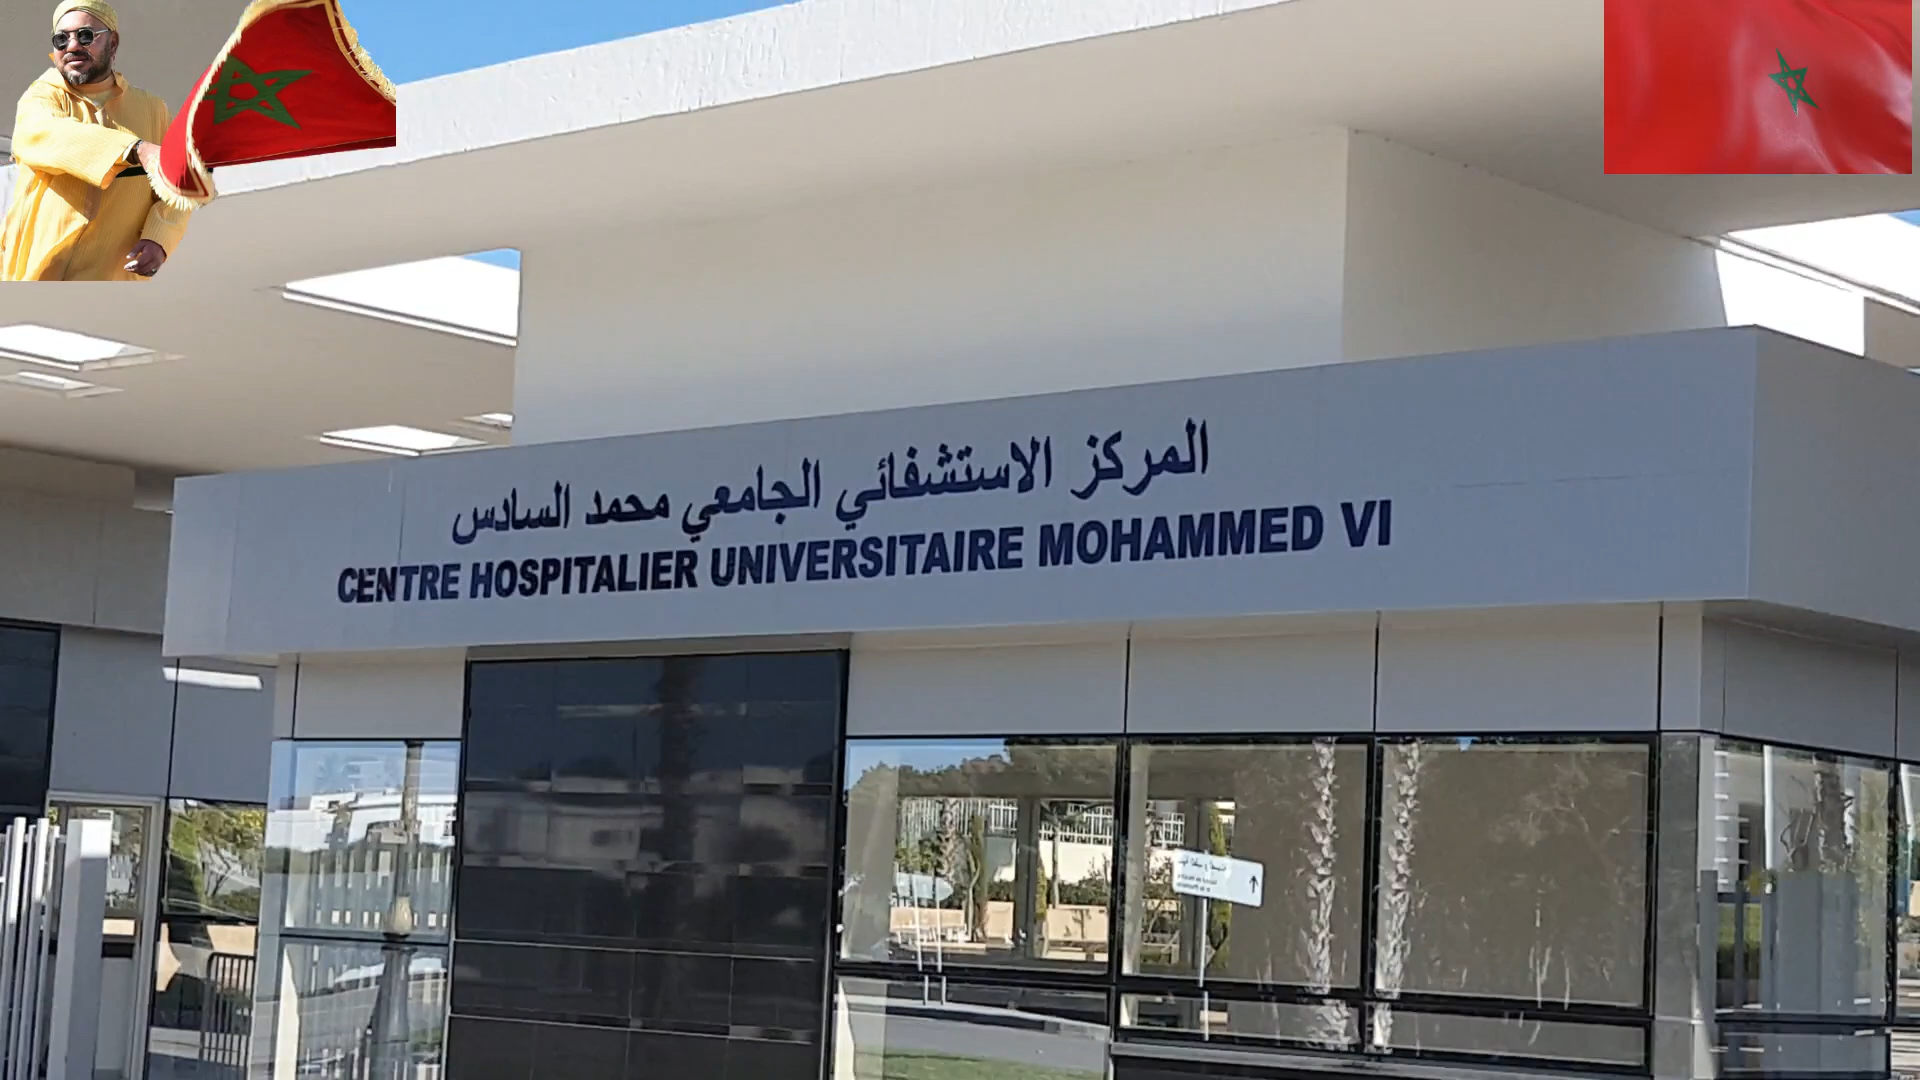 المركز الاستشفائي الجامعي محمد السادس
CENTRE HOSPITALIER UNIVERSITAIRE MOHAMMED VI